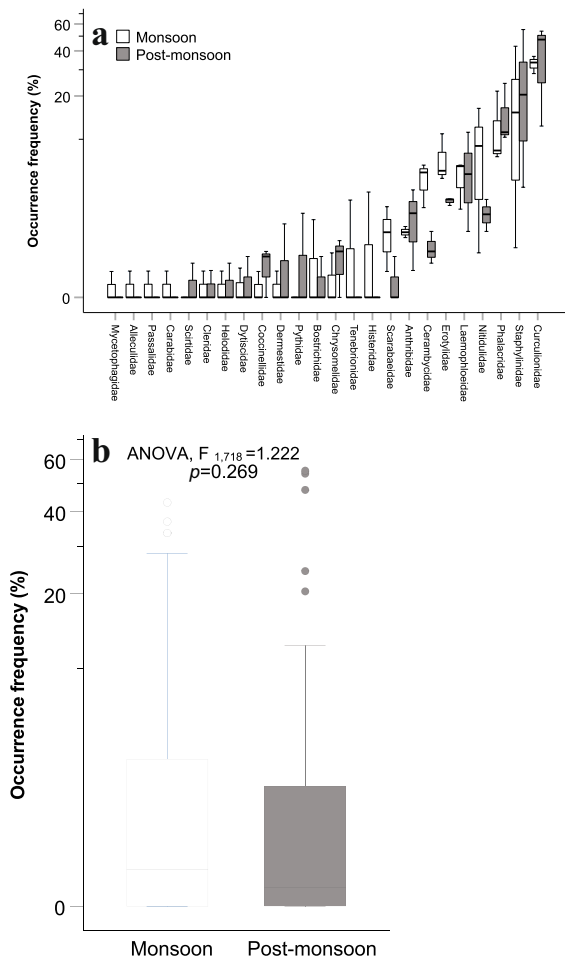 a
Monsoon
Post-monsoon
60
40
20
0
Occurrence frequency (%)
Mycetophagidae
Alleculidae
Passalidae
Carabidae
Scirtidae
Cleridae
Helodidae
Dytiscidae
Coccinellidae
Dermestidae
Pythidae
Bostrichidae
Chrysomelidae
Tenebrionidae
Histeridae
Scarabaeidae
Anthribidae
Cerambycidae
Erotylidae
Laemophloeidae
Nitidulidae
Phalacridae
Staphylinidae
Curculionidae
b
ANOVA, F 1,718 =1.222
p=0.269
60
40
20
0
Occurrence frequency (%)
Monsoon
Post-monsoon